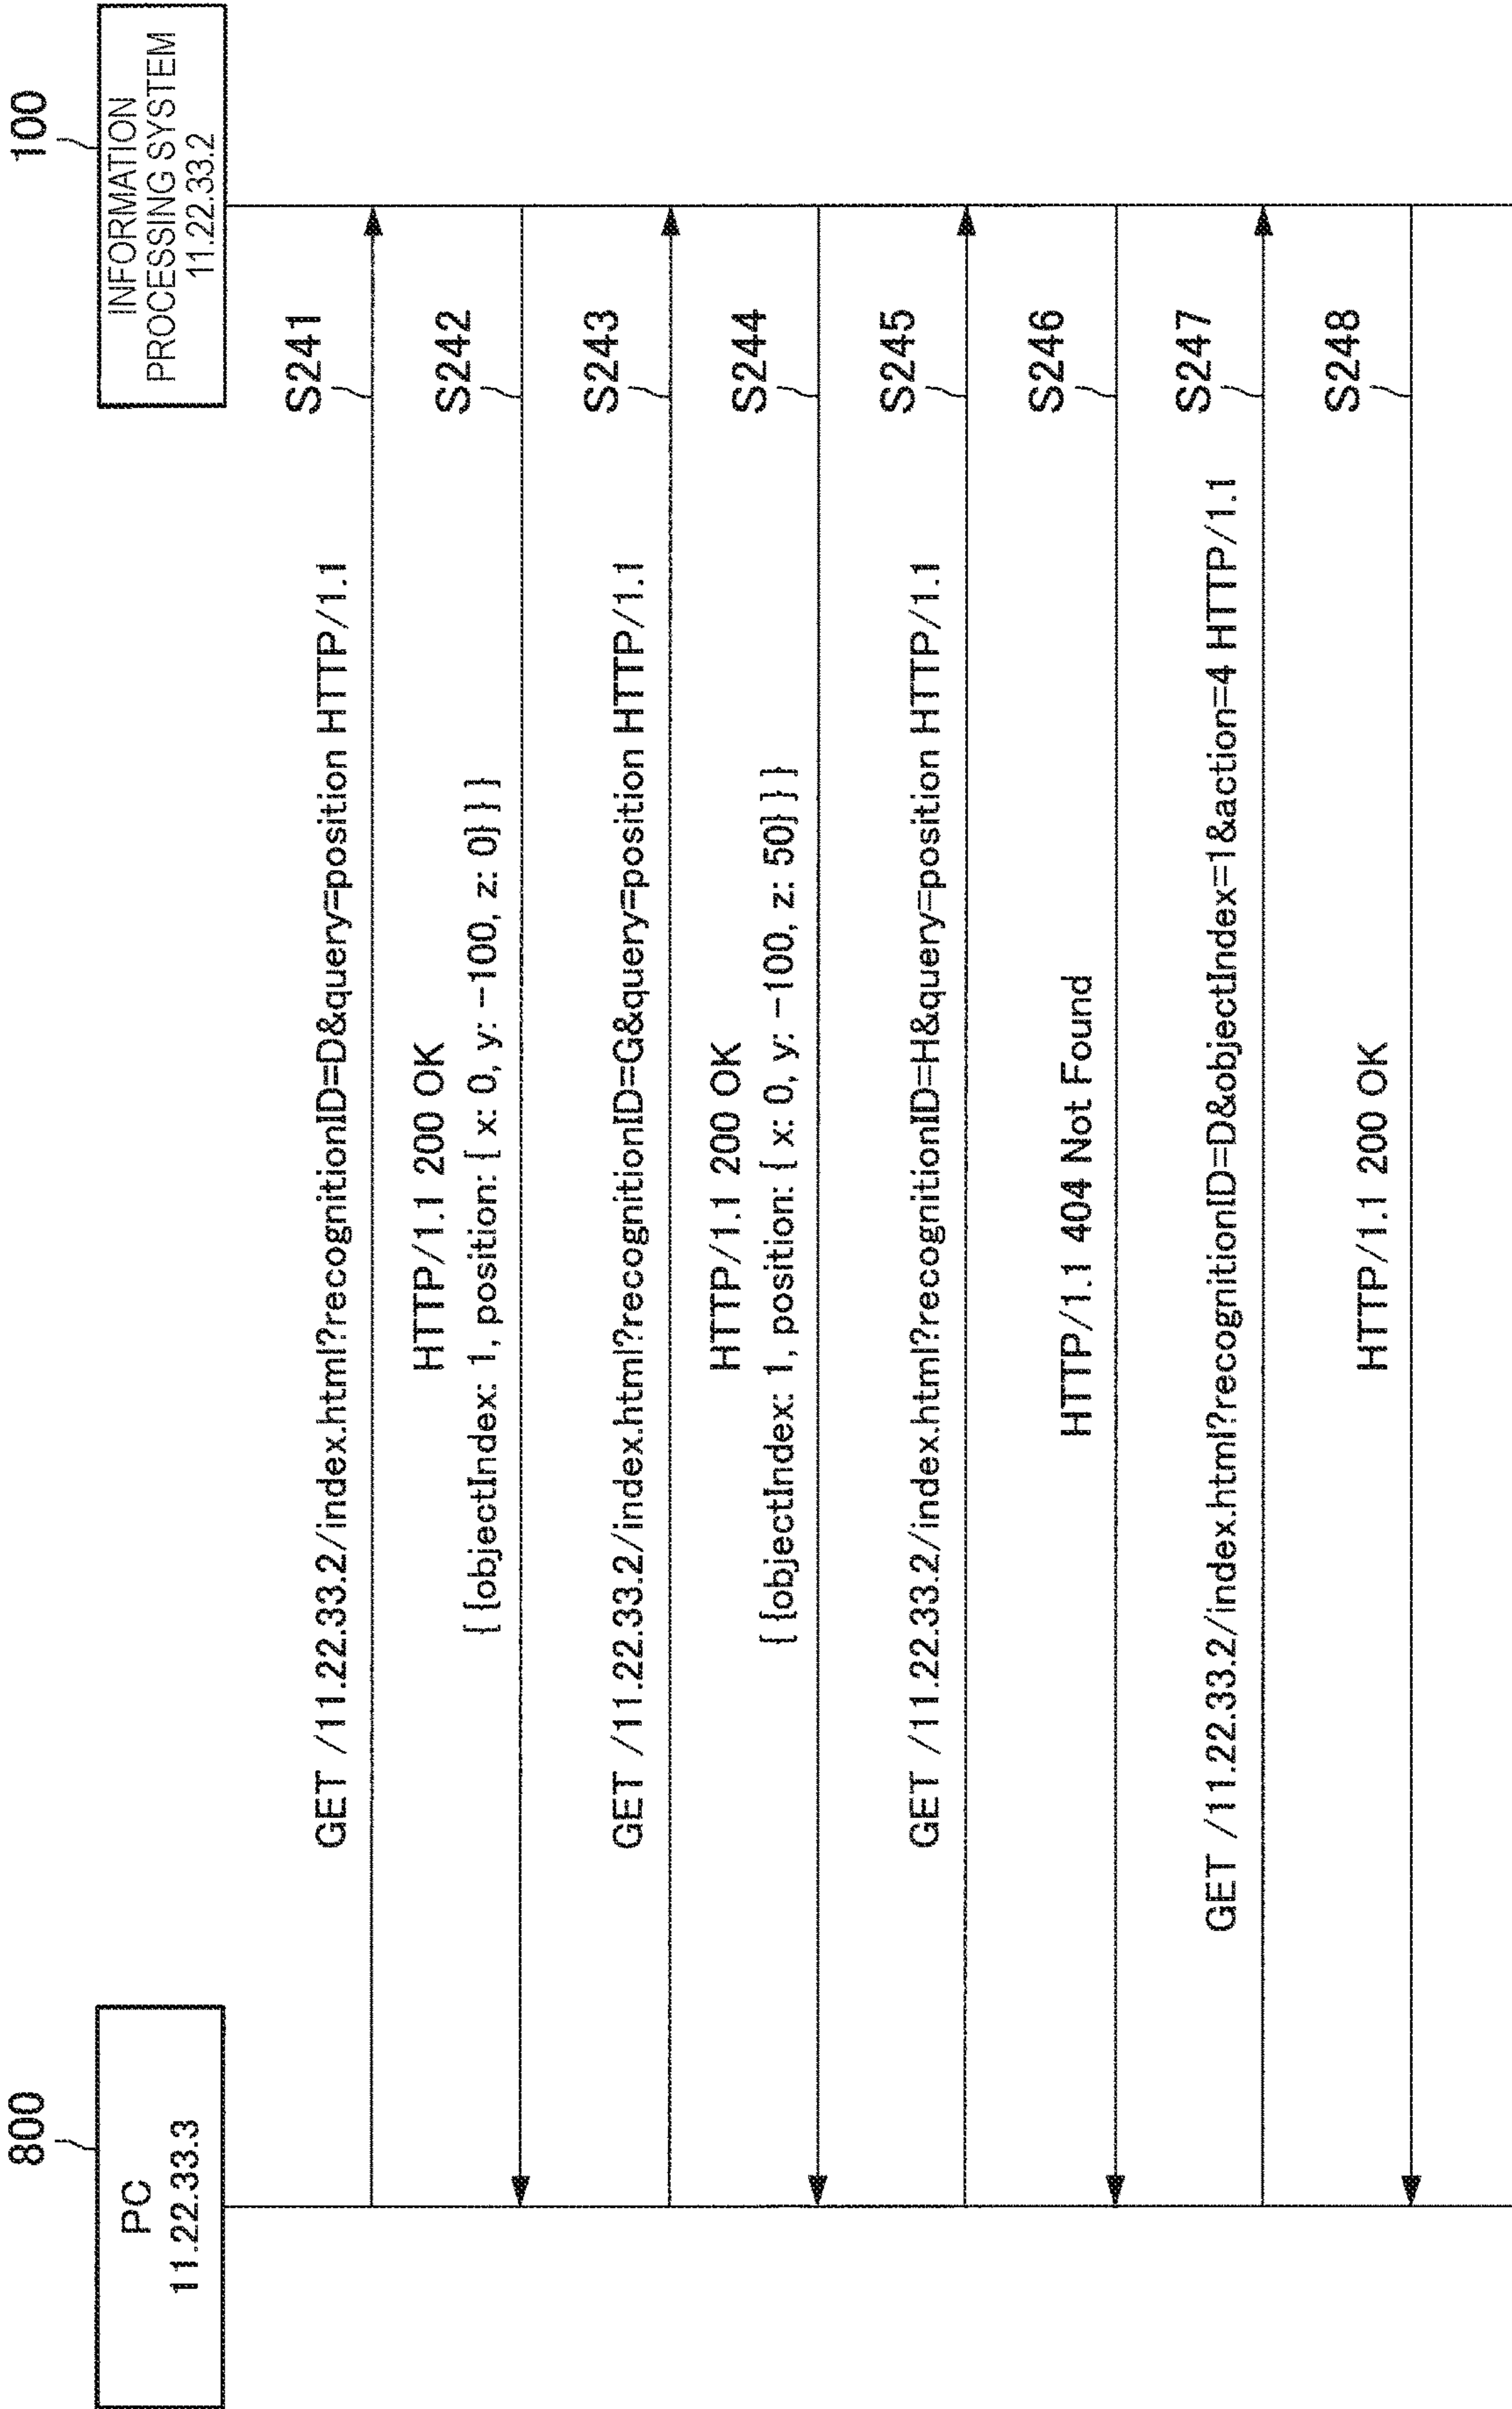 800
PC
11.22.33.3
100
INFORMATION
PROCESSING SYSTEM
11.22.33.2
GET /11.22.33.2/index.html?recognitionID=D&query=position HTTP/1.1
S241
HTTP/1.1 200 OK
{ {objectIndex: 1, position: { x: 0, y: -100, z: 0} } }
S242
GET /11.22.33.2/index.html?recognitionID=G&query=position HTTP/1.1
S243
HTTP/1.1 200 OK
{ {objectIndex: 1, position: { x: 0, y: -100, z: 50} } }
S244
GET /11.22.33.2/index.html?recognitionID=H&query=position HTTP/1.1
S245
HTTP/1.1 404 Not Found
S246
GET /11.22.33.2/index.html?recognitionID=D&objectIndex=1&action=4 HTTP/1.1
S247
HTTP/1.1 200 OK
S248